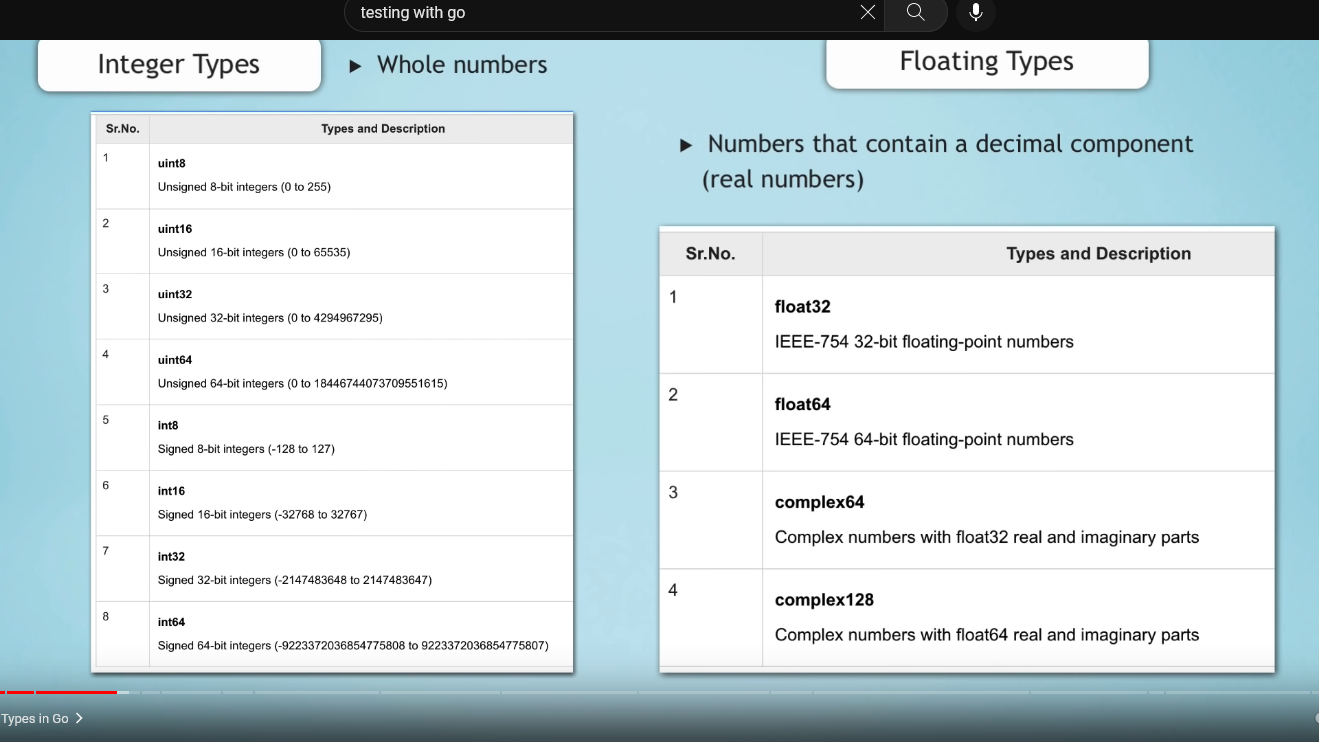 testing with go
Integer Types
Whole numbers
Sr.No. Types and Description
1
uint8
Unsigned 8-bit integers (0 to 255)
2
uint16
Unsigned 16-bit integers (0 to 65535)
3
uint32
Unsigned 32-bit integers (0 to 4294967295)
4
uint64
Unsigned 64-bit integers (0 to 18446744073709551615)
5
int8
Signed 8-bit integers (-128 to 127)
6
int16
Signed 16-bit integers (-32768 to 32767)
7
int32
Signed 32-bit integers (-2147483648 to 2147483647)
8
int64
Signed 64-bit integers (-9223372036854775808 to 9223372036854775807)
Floating Types
Numbers that contain a decimal component
(real numbers)
Sr.No. Types and Description
1
float32
IEEE-754 32-bit floating-point numbers
2
float64
IEEE-754 64-bit floating-point numbers
3
complex64
Complex numbers with float32 real and imaginary parts
4
complex128
Complex numbers with float64 real and imaginary parts
Types in Go